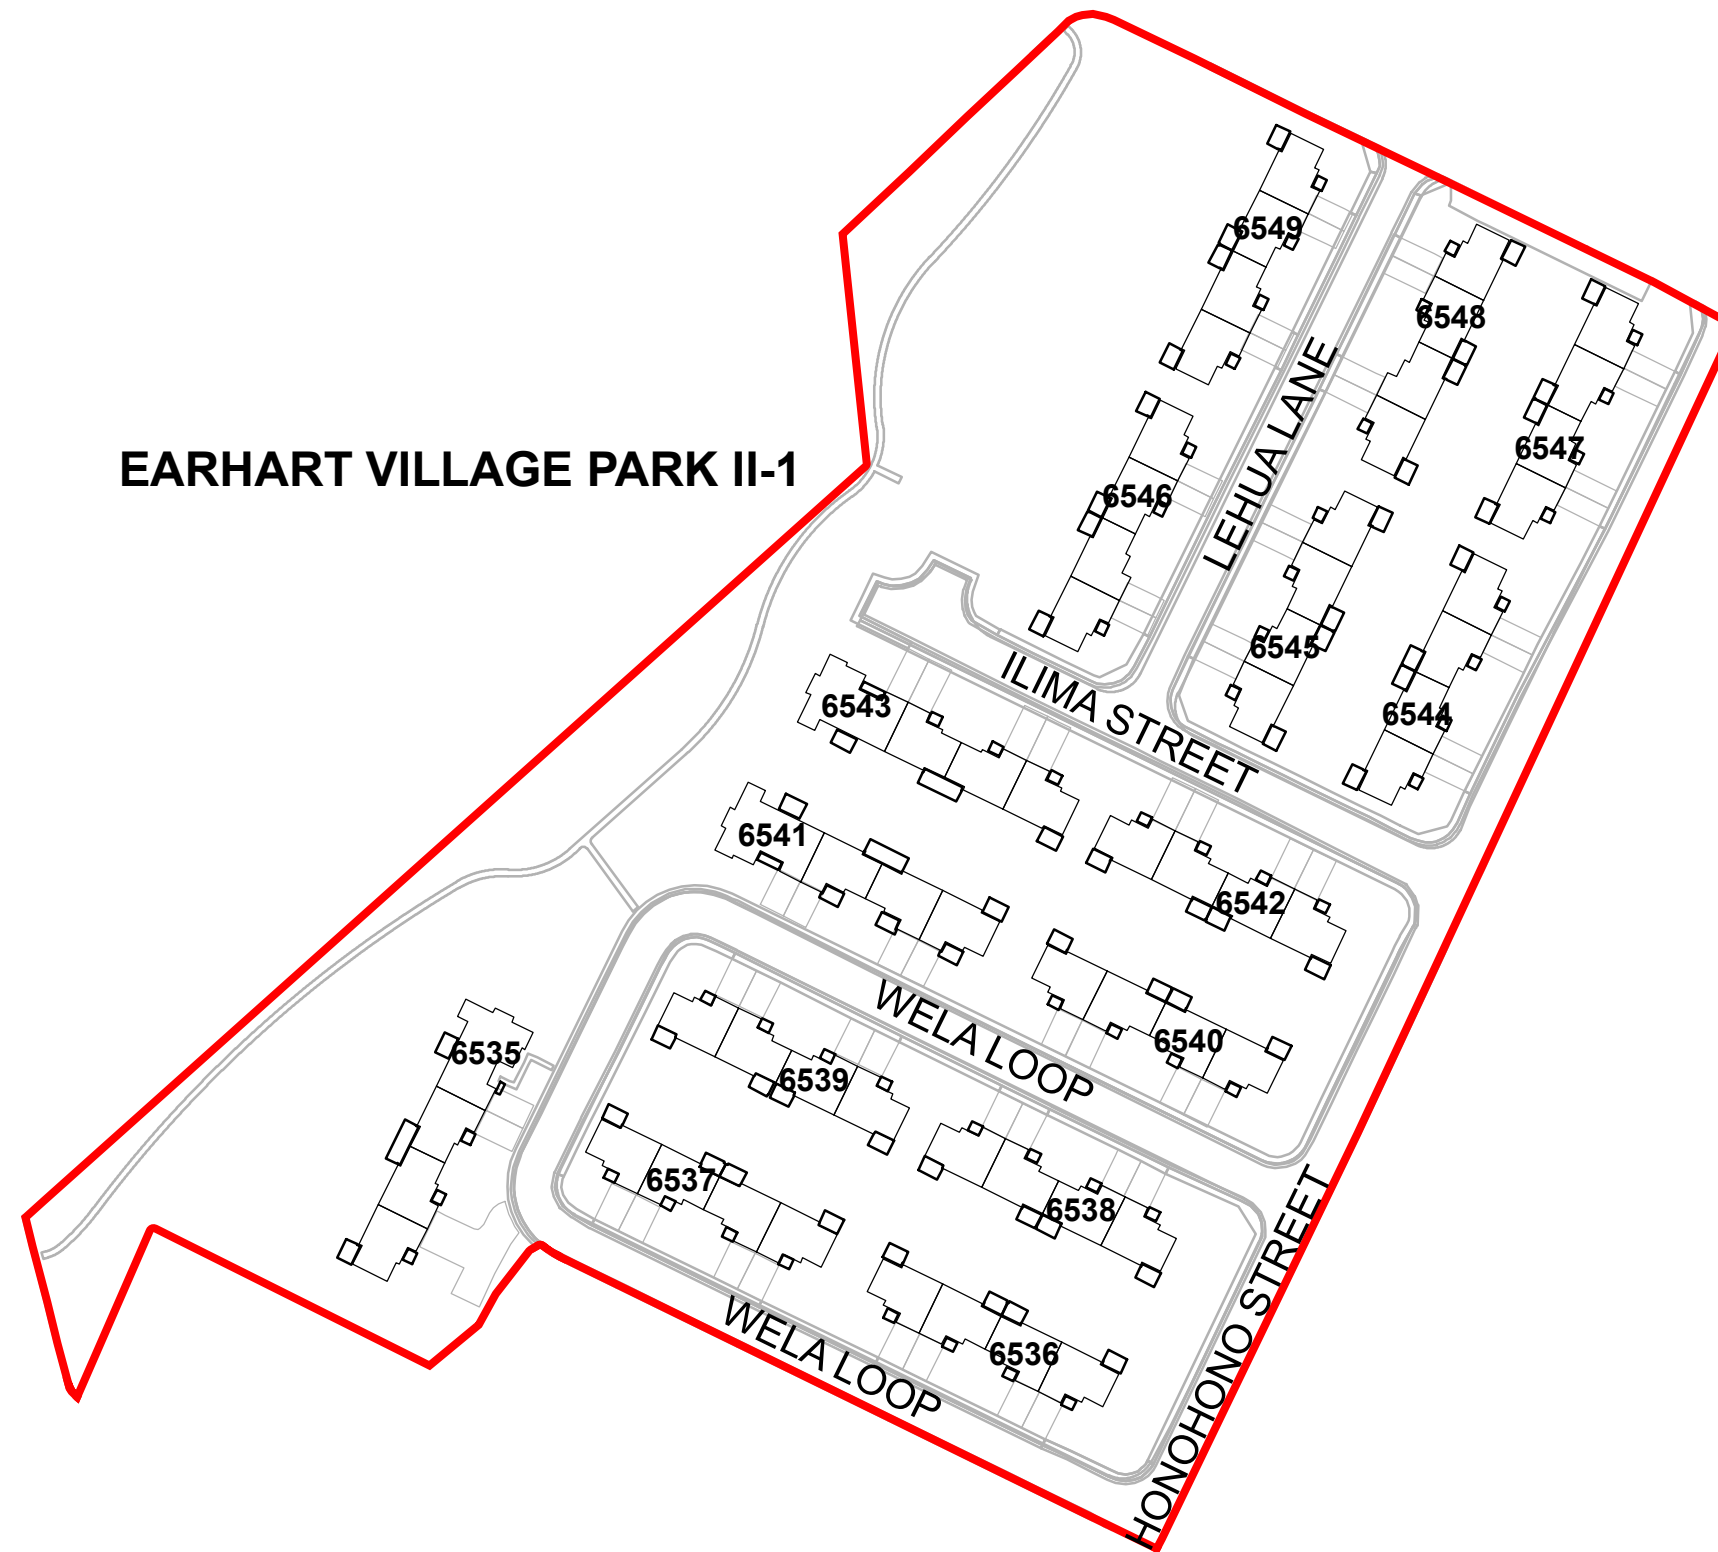 6549
6548
LEHUA LANE
6547
EARHART VILLAGE PARK II-1
6546
6545
ILIMA STREET
6543
6544
6541
6542
WELA LOOP
6540
6535
6539
6537
6538
HONOHONO STREET
WELA LOOP
6536